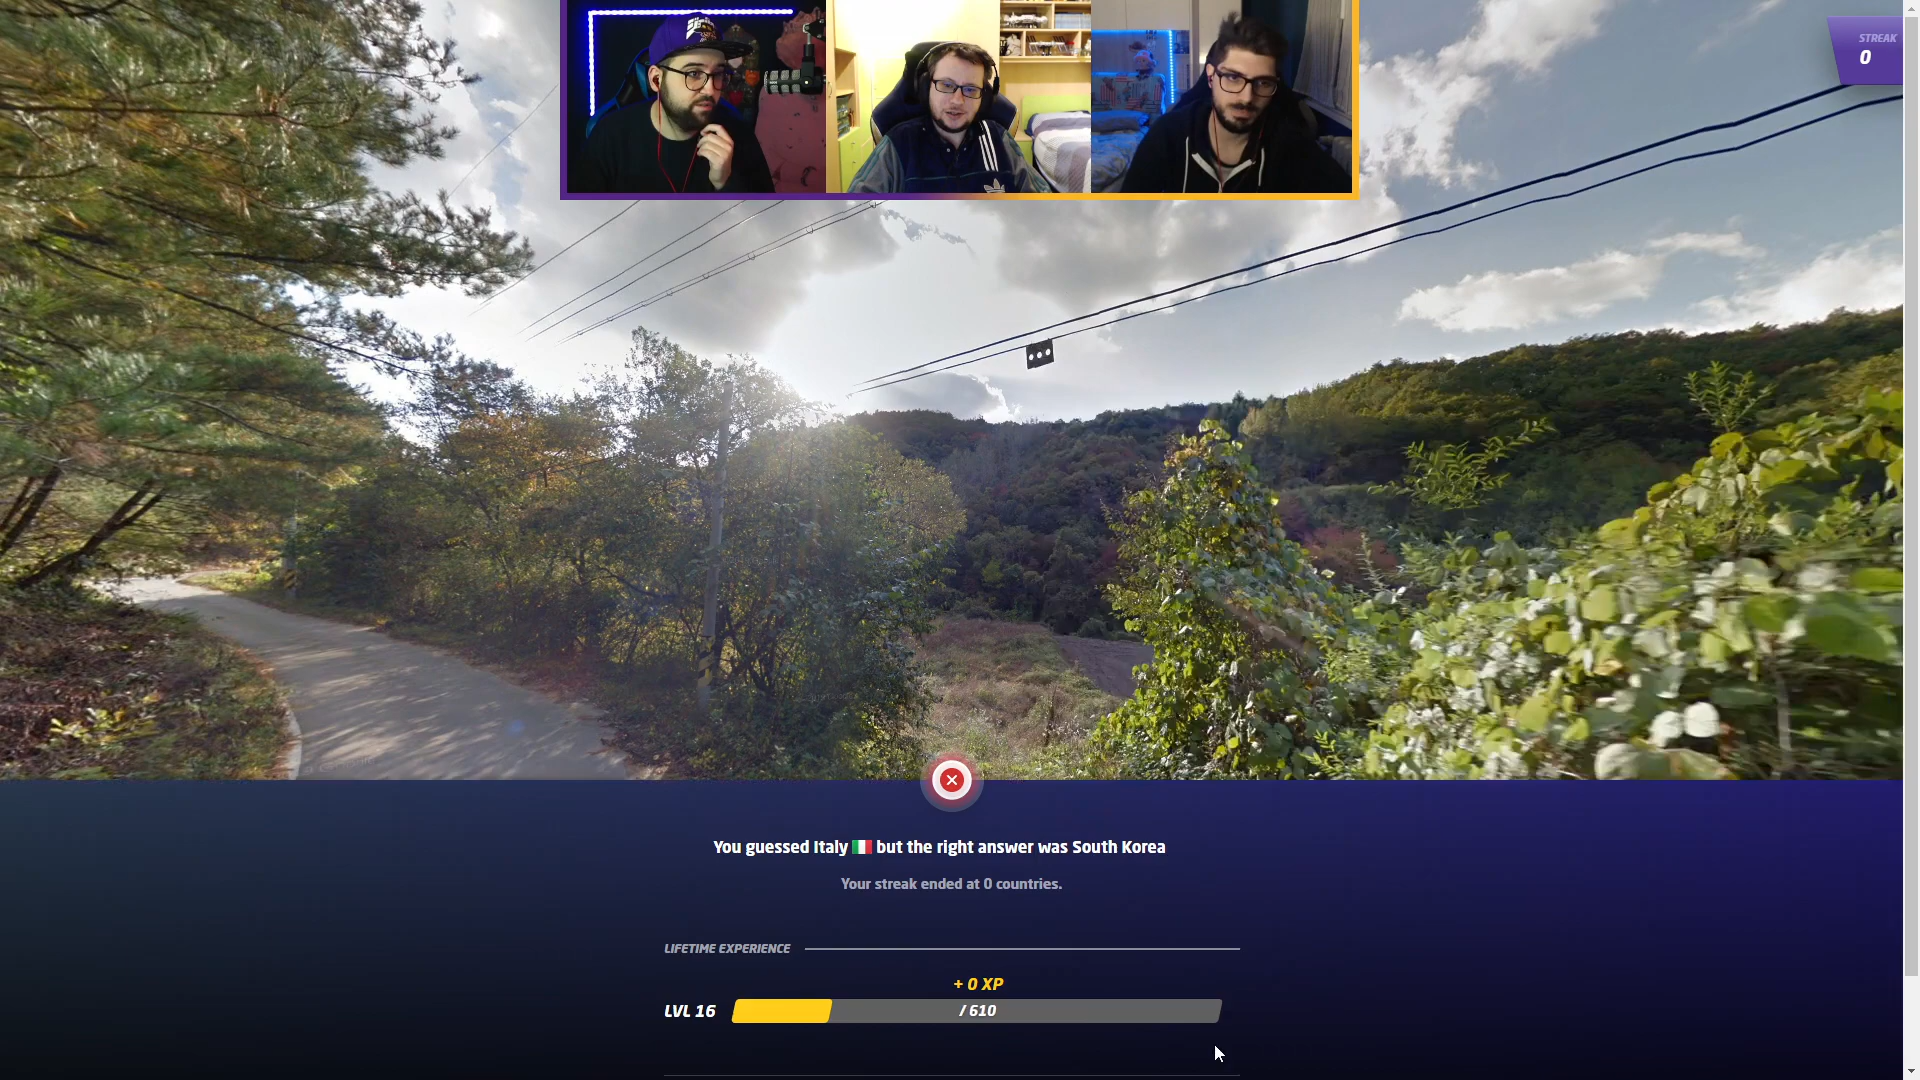 STREAK
0
You guessed Italy 🇮🇹 but the right answer was South Korea
Your streak ended at 0 countries.
LIFETIME EXPERIENCE
+ 0 XP
LVL 16
/ 610